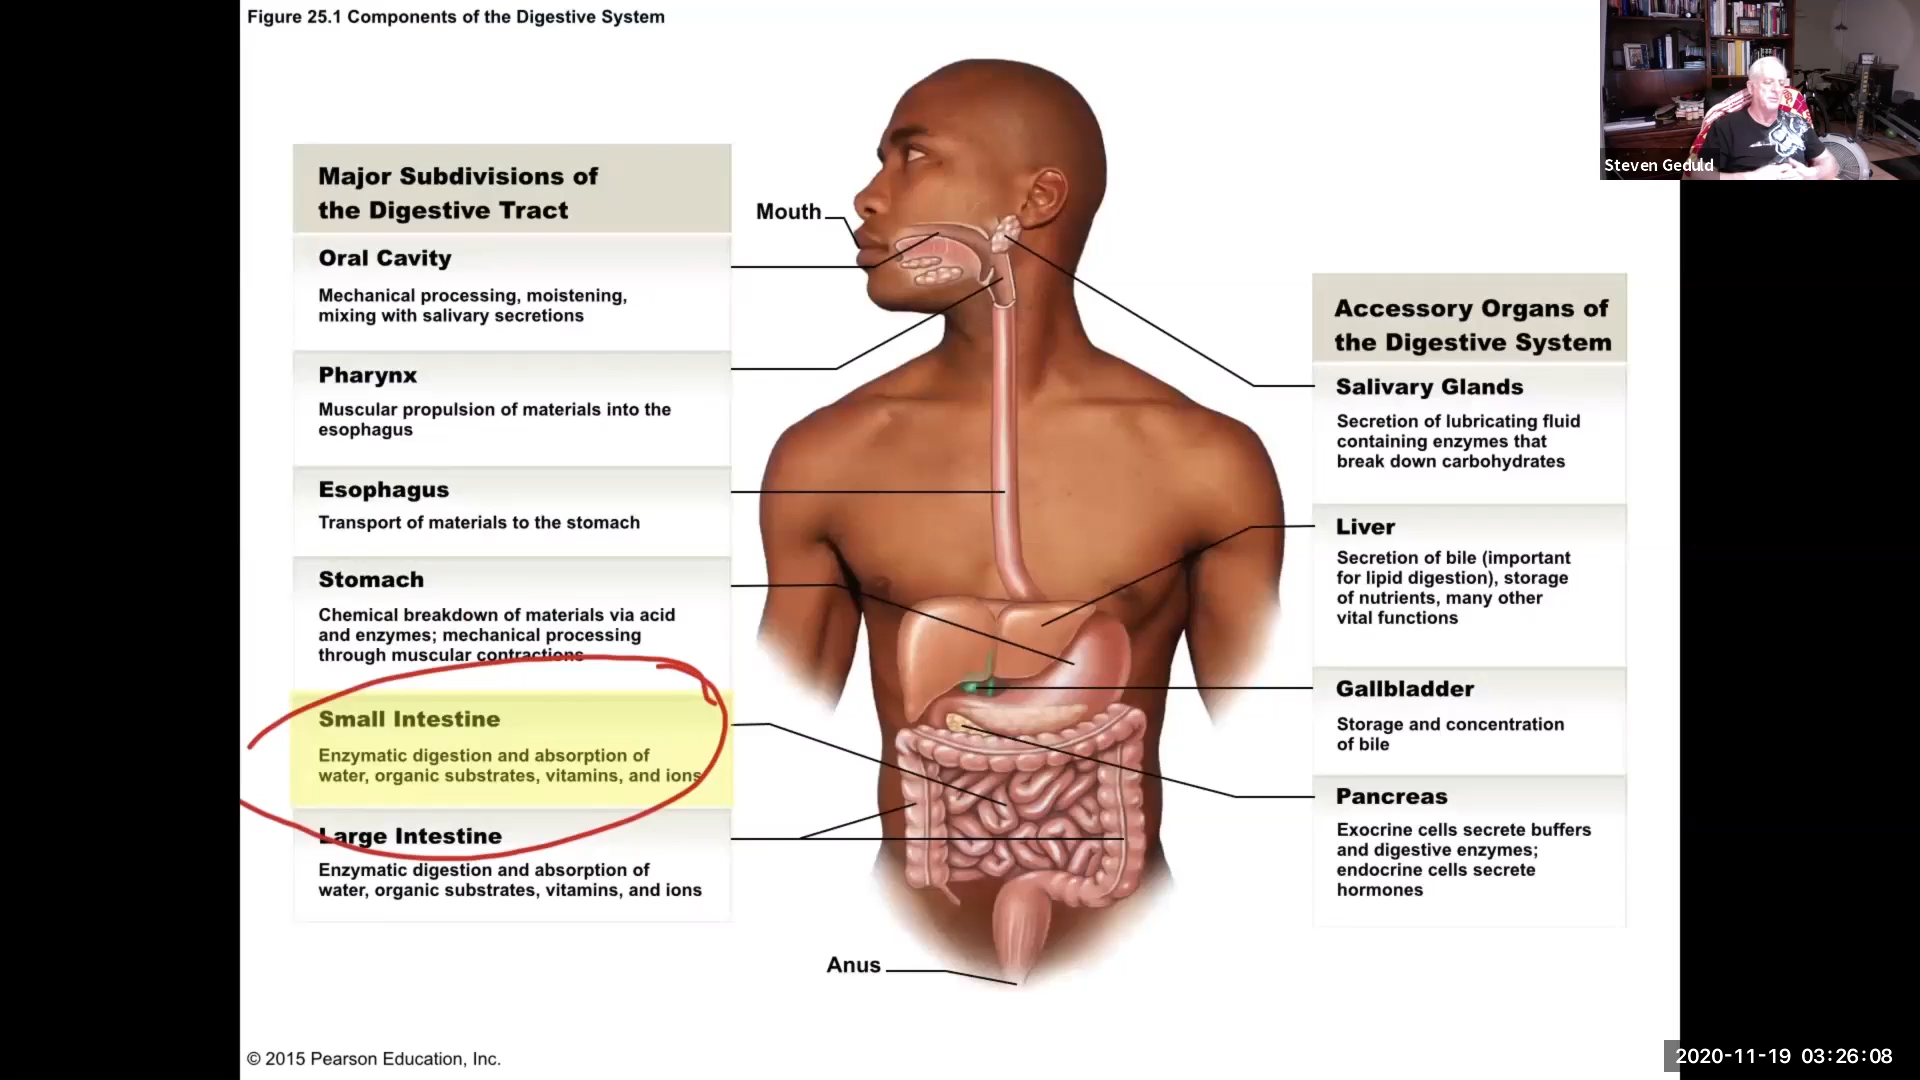 Figure 25.1 Components of the Digestive System
Steven Geduld
Major Subdivisions of
the Digestive Tract
Oral Cavity
Mechanical processing, moistening,
mixing with salivary secretions
Pharynx
Muscular propulsion of materials into the
esophagus
Esophagus
Transport of materials to the stomach
Stomach
Chemical breakdown of materials via acid
and enzymes; mechanical processing
through muscular contractions
Small Intestine
Enzymatic digestion and absorption of
water, organic substrates, vitamins, and ions
Large Intestine
Enzymatic digestion and absorption of
water, organic substrates, vitamins, and ions
Mouth
Anus
Accessory Organs of
the Digestive System
Salivary Glands
Secretion of lubricating fluid
containing enzymes that
break down carbohydrates
Liver
Secretion of bile (important
for lipid digestion), storage
of nutrients, many other
vital functions
Gallbladder
Storage and concentration
of bile
Pancreas
Exocrine cells secrete buffers
and digestive enzymes;
endocrine cells secrete
hormones
© 2015 Pearson Education, Inc.
2020-11-19 03:26:08